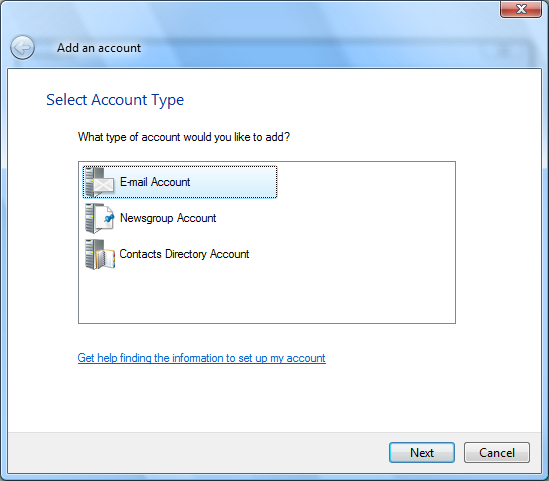 Add an account
Select Account Type
What type of account would you like to add?
E-mail Account
Newsgroup Account
Contacts Directory Account
Get help finding the information to set up my account
Next
Cancel